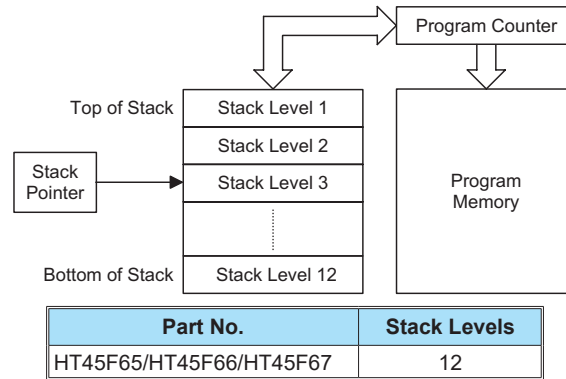 Program Counter
Top of Stack
Stack Level 1
Stack Level 2
Stack Pointer
Stack Level 3
Program Memory
Bottom of Stack
Stack Level 12
Part No. Stack Levels
HT45F65/HT45F66/HT45F67 12